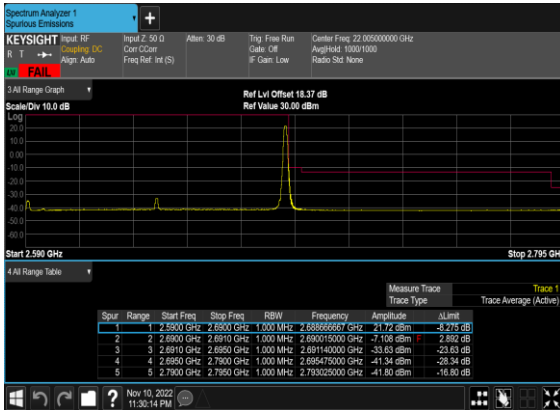 Spectrum Analyzer 1
Spurious Emissions
+
KEYSIGHT Input: RF Input Z: 50 Ω Atten: 30 dB Trig: Free Run Center Freq: 22.005000000 GHz
R T Coupling: DC Corr CCorr Gate: Off Avg|Hold: 1000/1000
Align: Auto Freq Ref: Int (S) IF Gain: Low Radio Std: None
LW FAIL
3 All Range Graph
Ref Lvl Offset 18.37 dB
Scale/Div 10.0 dB Ref Value 30.00 dBm
Log
20.0
10.0
0.00
-10.0
-20.0
-30.0
-40.0
-50.0
-60.0
Start 2.590 GHz Stop 2.795 GH
4 All Range Table
Measure Trace Trace 1
Trace Type Trace Average (Active)
Spur Range Start Freq Stop Freq RBW Frequency Amplitude ΔLimit
1 1 2.5900 GHz 2.6900 GHz 1.000 MHz 2.688666667 GHz 21.72 dBm -8.275 dB
2 2 2.6900 GHz 2.6910 GHz 1.000 MHz 2.690015000 GHz -7.108 dBm F 2.892 dB
3 3 2.6910 GHz 2.6950 GHz 1.000 MHz 2.691140000 GHz -33.63 dBm -23.63 dB
4 4 2.6950 GHz 2.7900 GHz 1.000 MHz 2.695475000 GHz -41.34 dBm -28.34 dB
5 5 2.7900 GHz 2.7950 GHz 1.000 MHz 2.793025000 GHz -41.80 dBm -16.80 dB
? Nov 10, 2022
11:30:14 PM